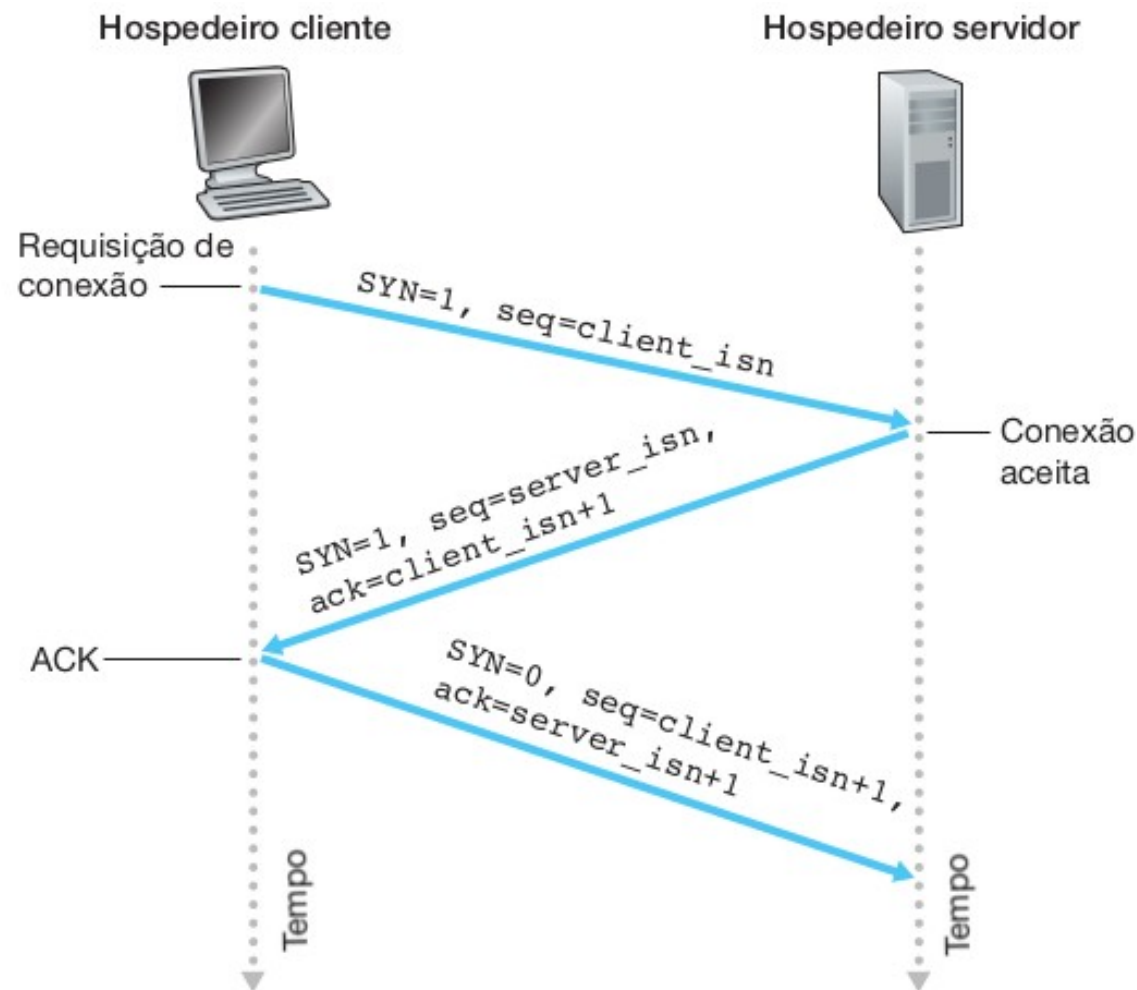 Hospedeiro cliente
Hospedeiro servidor
Requisição de
conexão
SYN=1, seq=client_isn
Conexão
aceita
SYN=1, seq=server_isn,
ack=client_isn+1
ACK
SYN=0, seq=client_isn+1,
ack=server_isn+1
Tempo
Tempo